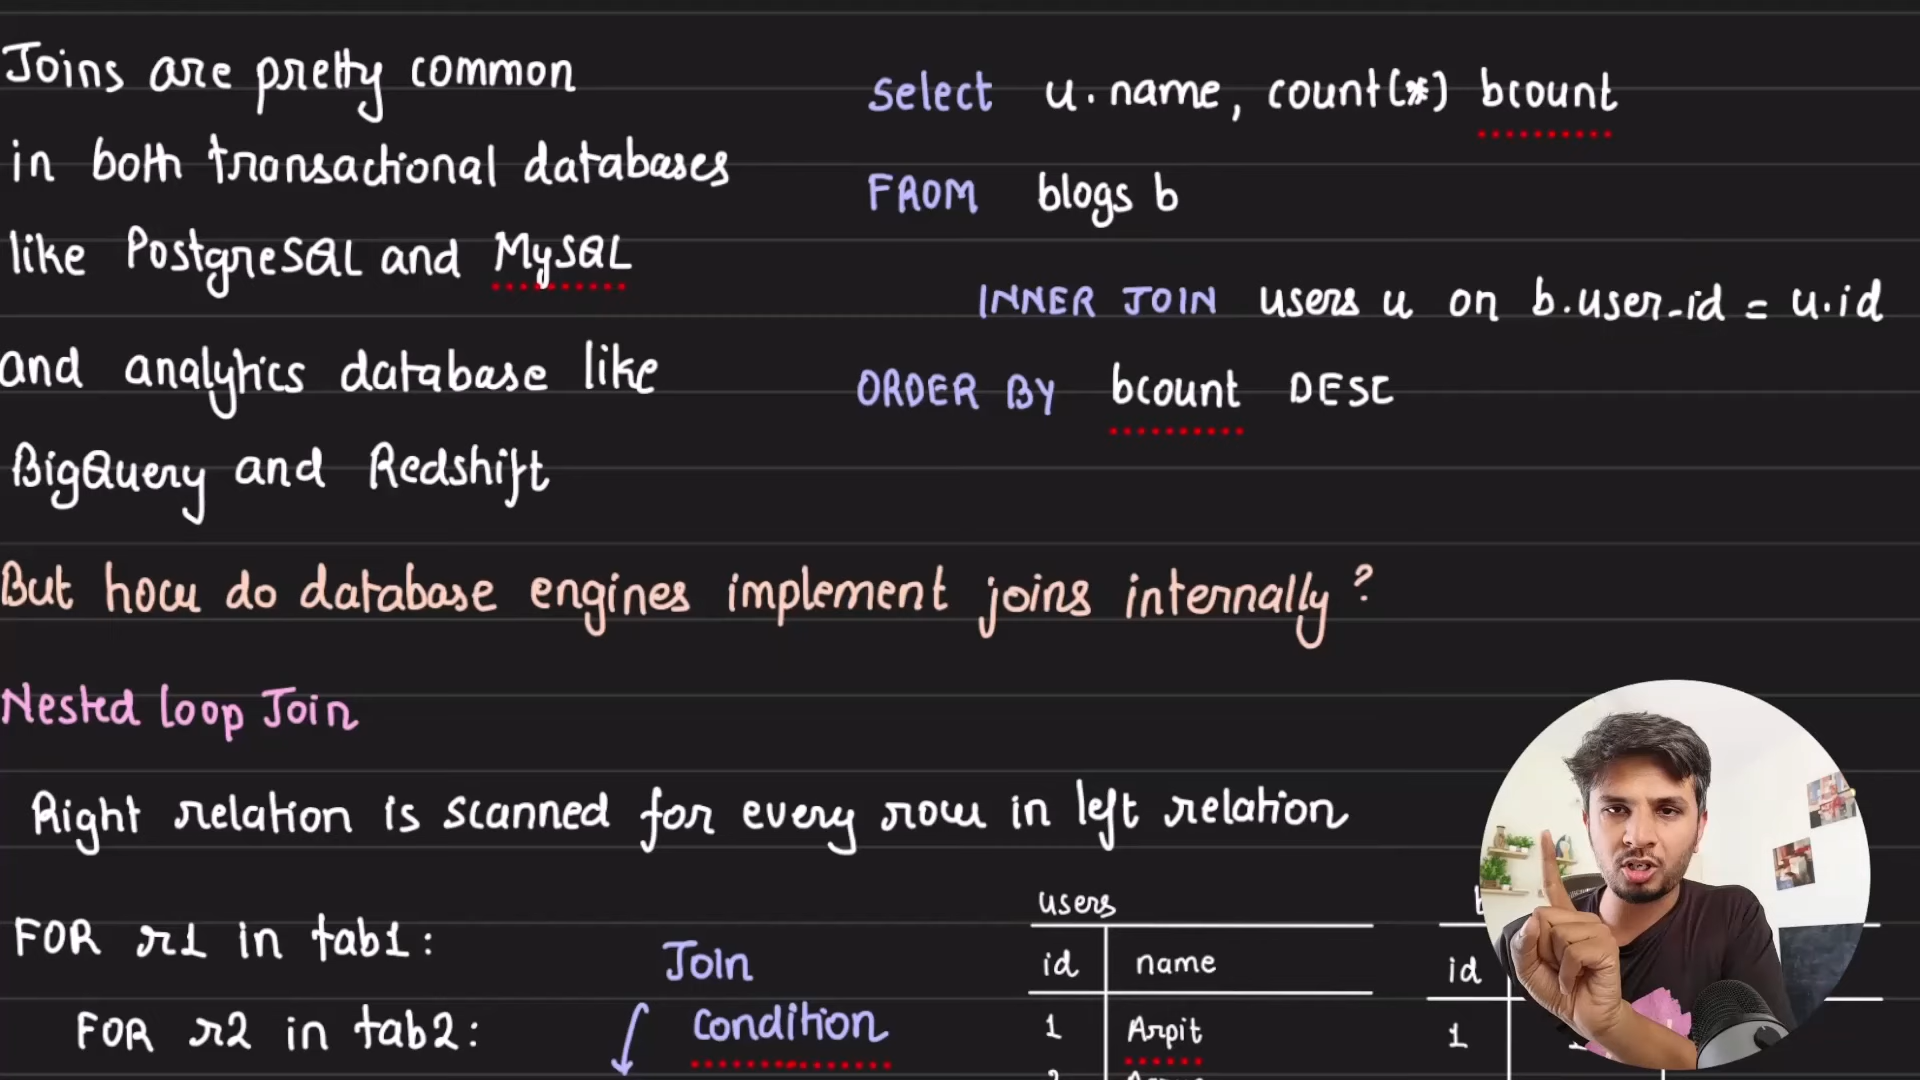 Joins are pretty common
in both transactional databases
like PostgreSQL and MySQL
and analytics database like
BigQuery and Redshift
select u.name, count(*) bcount
FROM blogs b
INNER JOIN users u on b.user_id = u.id
ORDER BY bcount DESC
But how do database engines implement joins internally?
Nested loop Join
Right relation is scanned for every row in left relation
FOR r1 in tab1:
FOR r2 in tab2:
Join
Condition
users
id name
1 Arpit
id
1